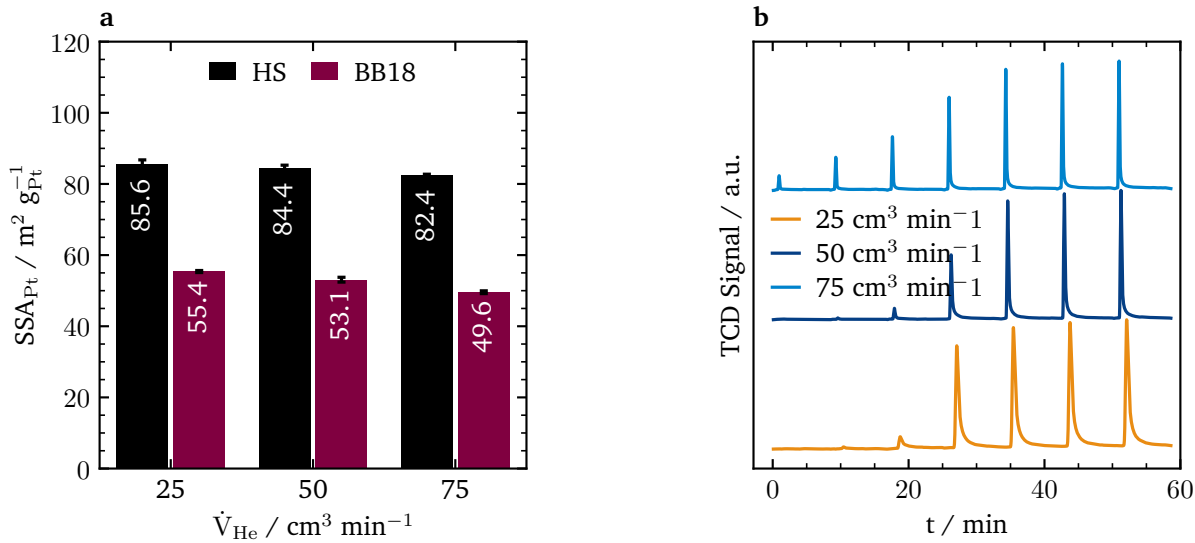 a
120
100
80
60
40
20
0
SSA_Pt / m² g_Pt⁻¹
HS
BB18
85.6
55.4
84.4
53.1
82.4
49.6
25 50 75
V̇_He / cm³ min⁻¹
b
TCD Signal / a.u.
25 cm³ min−1
50 cm³ min−1
75 cm³ min−1
0 20 40 60
t / min